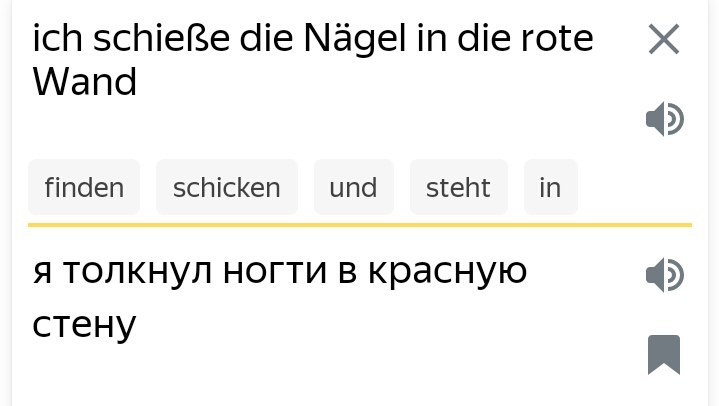 ich schieße die Nägel in die rote
Wand
finden schicken und steht in
я толкнул ногти в красную
стену